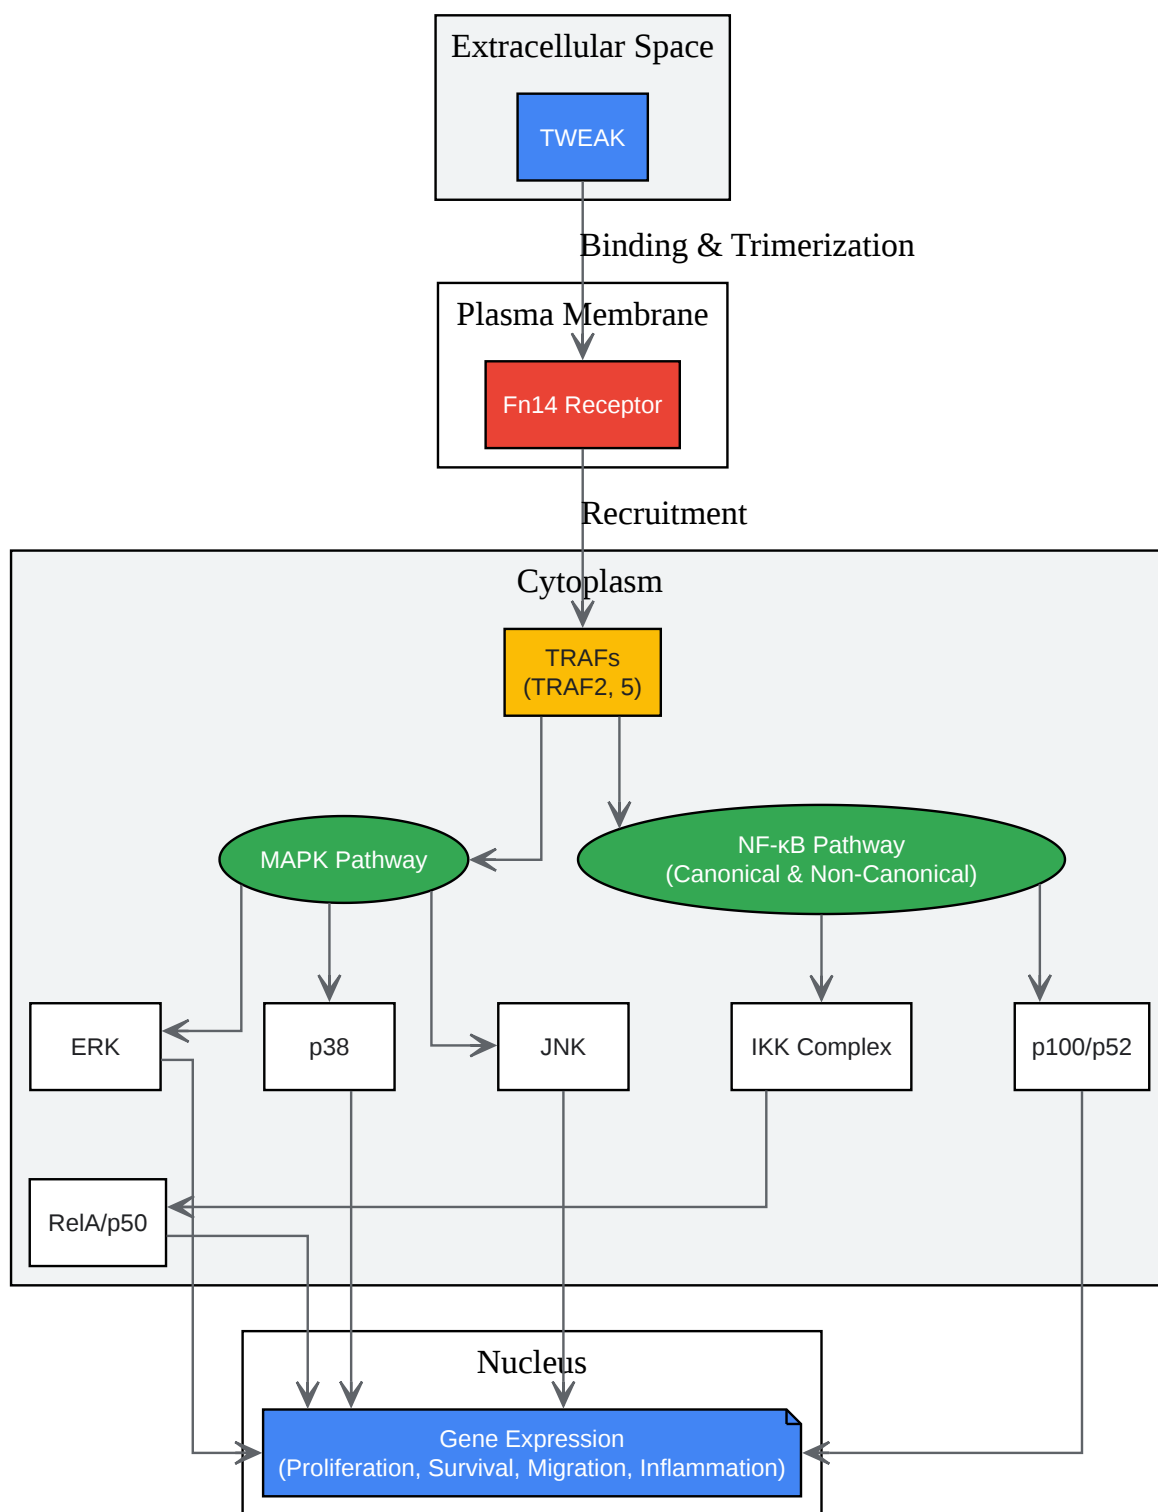 Extracellular Space
TWEAK
Binding & Trimerization
Plasma Membrane
Fn14 Receptor
Recruitment
Cytoplasm
TRAFs
(TRAF2, 5)
MAPK Pathway
NF-κB Pathway
(Canonical & Non-Canonical)
ERK
p38
JNK
IKK Complex
p100/p52
RelA/p50
Nucleus
Gene Expression
(Proliferation, Survival, Migration, Inflammation)